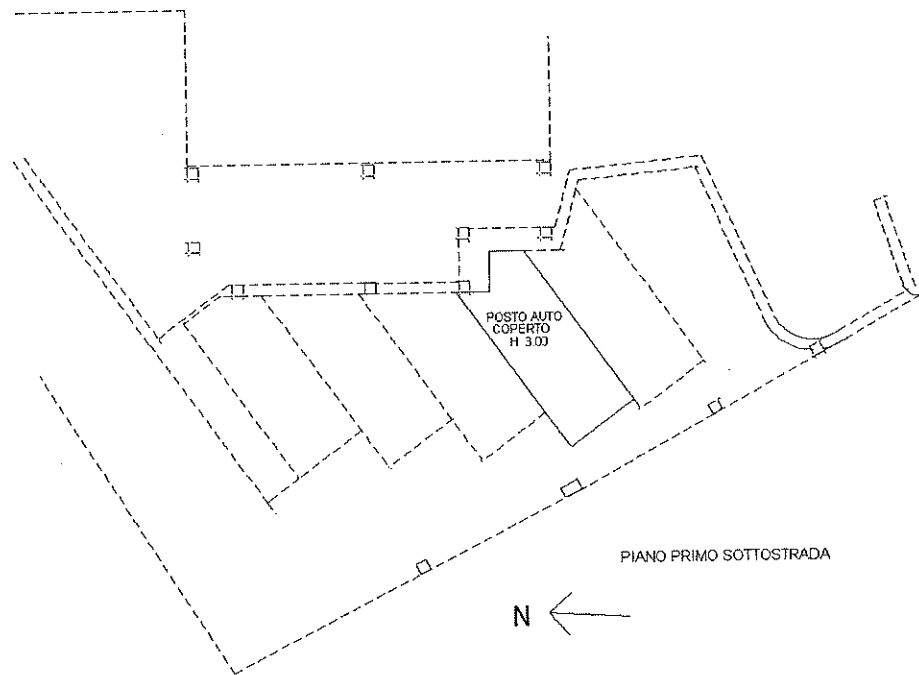 POSTO AUTO
COPERTO
H 3.00
PIANO PRIMO SOTTOSTRADA
N